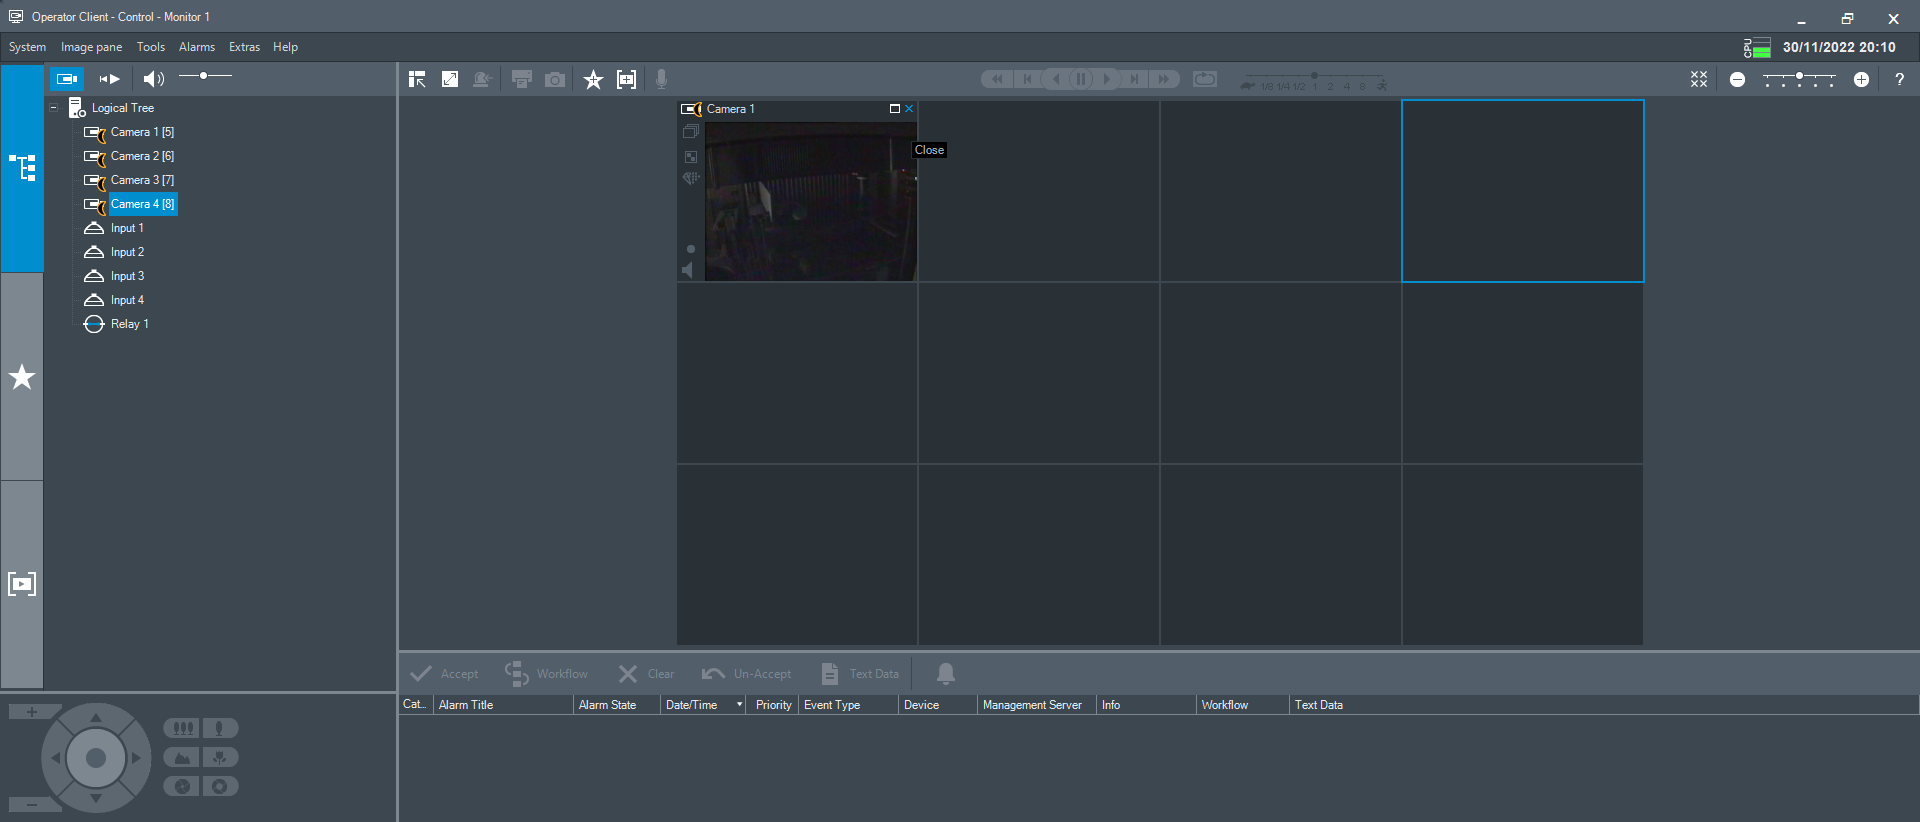 Operator Client - Control - Monitor 1
System Image pane Tools Alarms Extras Help
CPU 30/11/2022 20:10
1/8 1/4 1/2 1 2 4 8
?
Logical Tree
Camera 1 [5]
Camera 2 [6]
Camera 3 [7]
Camera 4 [8]
Input 1
Input 2
Input 3
Input 4
Relay 1
Camera 1
Close
Accept Workflow Clear Un-Accept Text Data
Cat... Alarm Title Alarm State Date/Time Priority Event Type Device Management Server Info Workflow Text Data